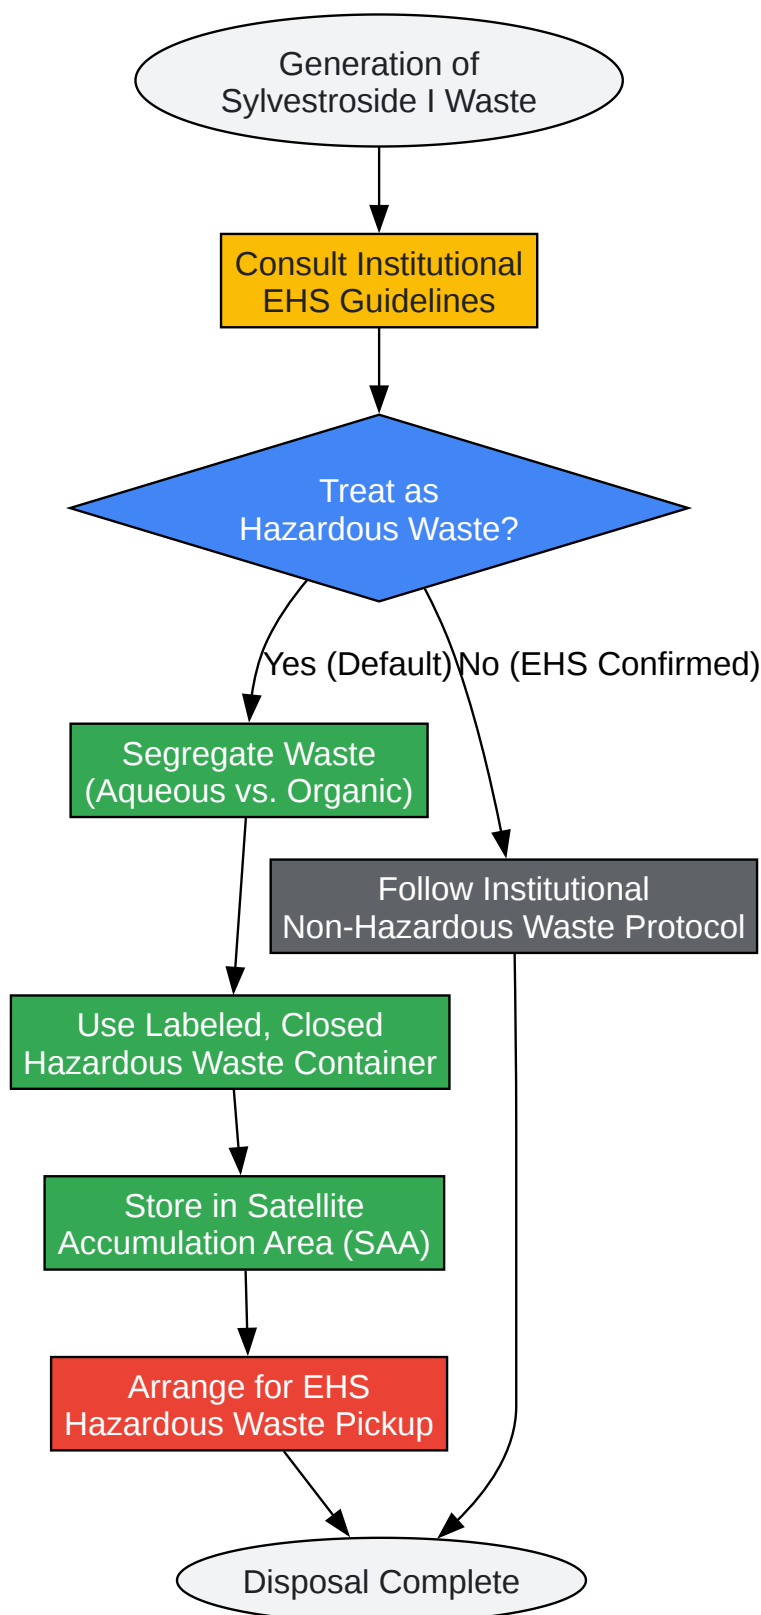 Generation of
Sylvestroside I Waste
Consult Institutional
EHS Guidelines
Treat as
Hazardous Waste?
Yes (Default)
No (EHS Confirmed)
Segregate Waste
(Aqueous vs. Organic)
Follow Institutional
Non-Hazardous Waste Protocol
Use Labeled, Closed
Hazardous Waste Container
Store in Satellite
Accumulation Area (SAA)
Arrange for EHS
Hazardous Waste Pickup
Disposal Complete